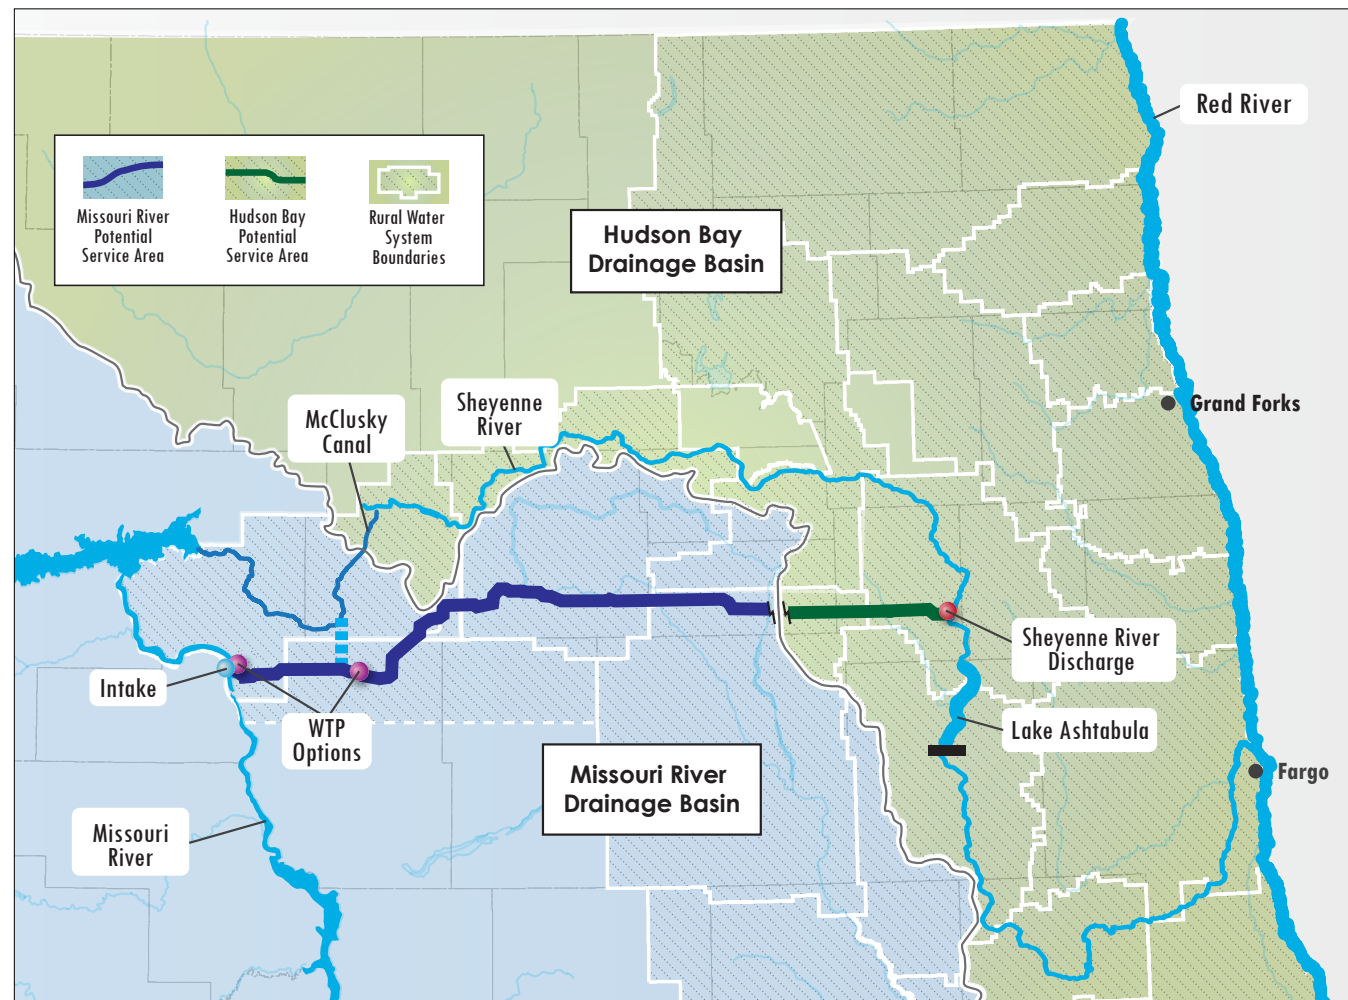 Red River
Missouri River
Potential
Service Area
Hudson Bay
Potential
Service Area
Rural Water
System
Boundaries
Hudson Bay
Drainage Basin
McClusky
Canal
Sheyenne
River
Grand Forks
Sheyenne River
Discharge
Intake
WTP
Options
Lake Ashtabula
Missouri River
Drainage Basin
Fargo
Missouri
River